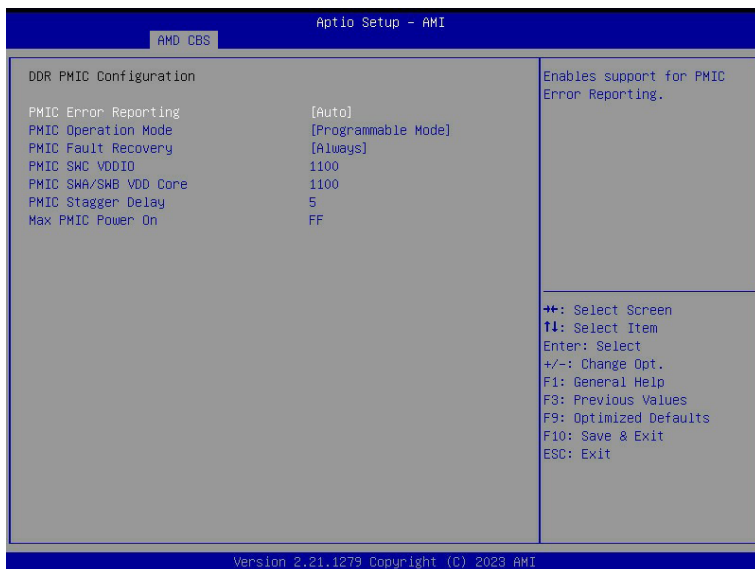 Aptio Setup - AMI
AMD CBS
DDR PMIC Configuration
PMIC Error Reporting [Auto]
PMIC Operation Mode [Programmable Mode]
PMIC Fault Recovery [Always]
PMIC SWC VDDIO 1100
PMIC SWA/SWB VDD Core 1100
PMIC Stagger Delay 5
Max PMIC Power On FF
Enables support for PMIC
Error Reporting.
→←: Select Screen
↑↓: Select Item
Enter: Select
+/-: Change Opt.
F1: General Help
F3: Previous Values
F9: Optimized Defaults
F10: Save & Exit
ESC: Exit
Version 2.21.1279 Copyright (C) 2023 AMI